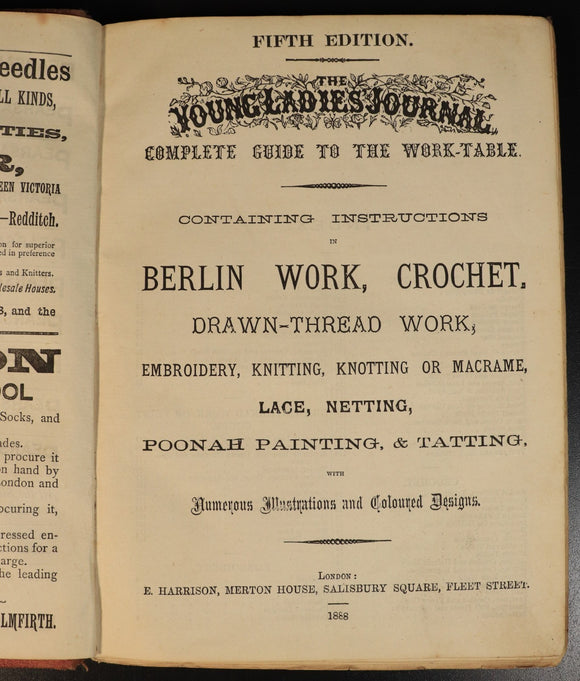 eedles
LL KINDS,
TIES,
R,
EEN VICTORIA
—Redditch.
on for superior
ed in preference
s and Knitters.
lesale Houses.
S, and the
ON
OOL
Socks, and
ades.
procure it
on hand by
London and
ocuring it,
ressed en-
ctions for a
arge.
he leading
LMFIRTH.
FIFTH EDITION.
THE
YOUNG LADIES' JOURNAL
COMPLETE GUIDE TO THE WORK-TABLE.
CONTAINING INSTRUCTIONS
IN
BERLIN WORK, CROCHET,
DRAWN-THREAD WORK,
EMBROIDERY, KNITTING, KNOTTING OR MACRAME,
LACE, NETTING,
POONAH PAINTING, & TATTING,
WITH
Numerous Illustrations and Coloured Designs.
LONDON:
E. HARRISON, MERTON HOUSE, SALISBURY SQUARE, FLEET STREET.
1888